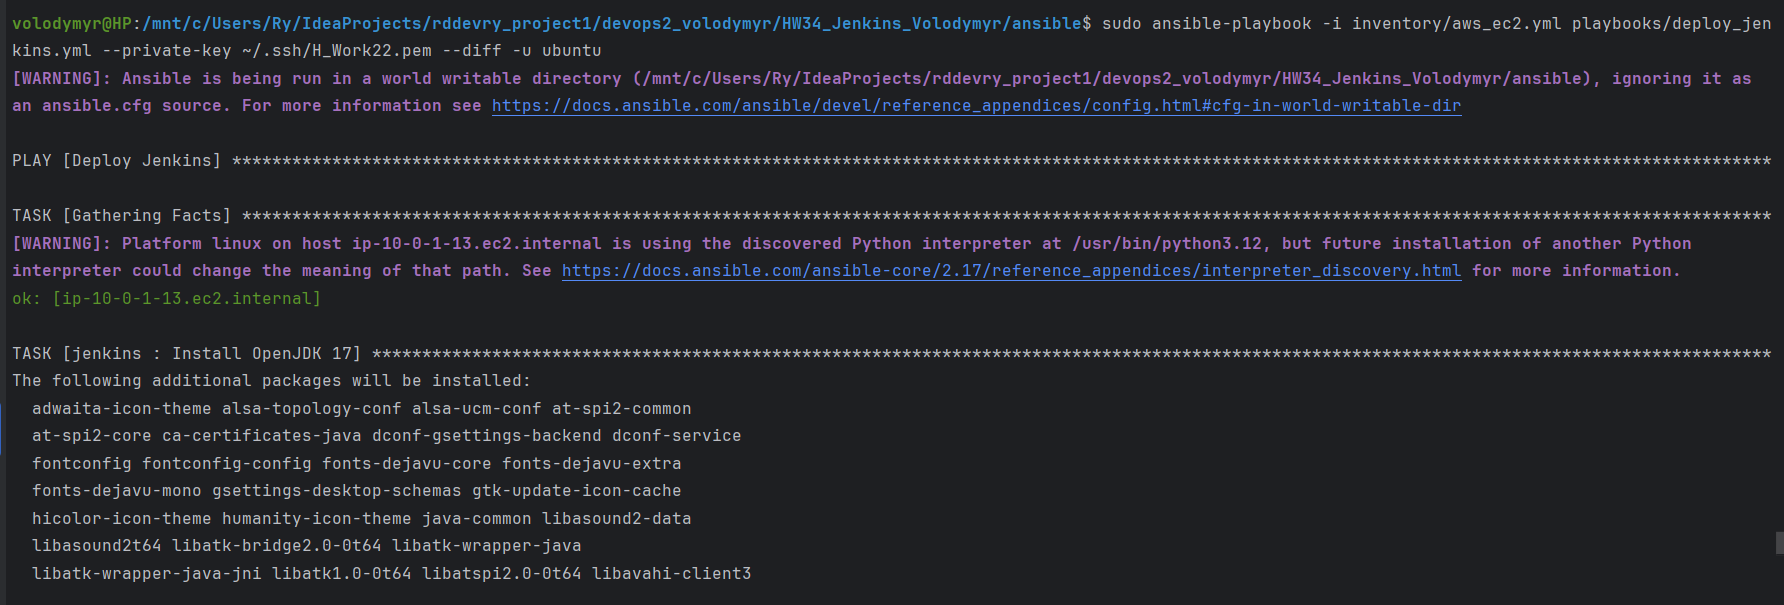 volodymyr@HP:/mnt/c/Users/Ry/IdeaProjects/rddevry_project1/devops2_volodymyr/HW34_Jenkins_Volodymyr/ansible$ sudo ansible-playbook -i inventory/aws_ec2.yml playbooks/deploy_jen
kins.yml --private-key ~/.ssh/H_Work22.pem --diff -u ubuntu
[WARNING]: Ansible is being run in a world writable directory (/mnt/c/Users/Ry/IdeaProjects/rddevry_project1/devops2_volodymyr/HW34_Jenkins_Volodymyr/ansible), ignoring it as
an ansible.cfg source. For more information see https://docs.ansible.com/ansible/devel/reference_appendices/config.html#cfg-in-world-writable-dir
PLAY [Deploy Jenkins] **********************************************************************************************************************************************************
TASK [Gathering Facts] *********************************************************************************************************************************************************
[WARNING]: Platform linux on host ip-10-0-1-13.ec2.internal is using the discovered Python interpreter at /usr/bin/python3.12, but future installation of another Python
interpreter could change the meaning of that path. See https://docs.ansible.com/ansible-core/2.17/reference_appendices/interpreter_discovery.html for more information.
ok: [ip-10-0-1-13.ec2.internal]
TASK [jenkins : Install OpenJDK 17] ********************************************************************************************************************************************
The following additional packages will be installed:
adwaita-icon-theme alsa-topology-conf alsa-ucm-conf at-spi2-common
at-spi2-core ca-certificates-java dconf-gsettings-backend dconf-service
fontconfig fontconfig-config fonts-dejavu-core fonts-dejavu-extra
fonts-dejavu-mono gsettings-desktop-schemas gtk-update-icon-cache
hicolor-icon-theme humanity-icon-theme java-common libasound2-data
libasound2t64 libatk-bridge2.0-0t64 libatk-wrapper-java
libatk-wrapper-java-jni libatk1.0-0t64 libatspi2.0-0t64 libavahi-client3